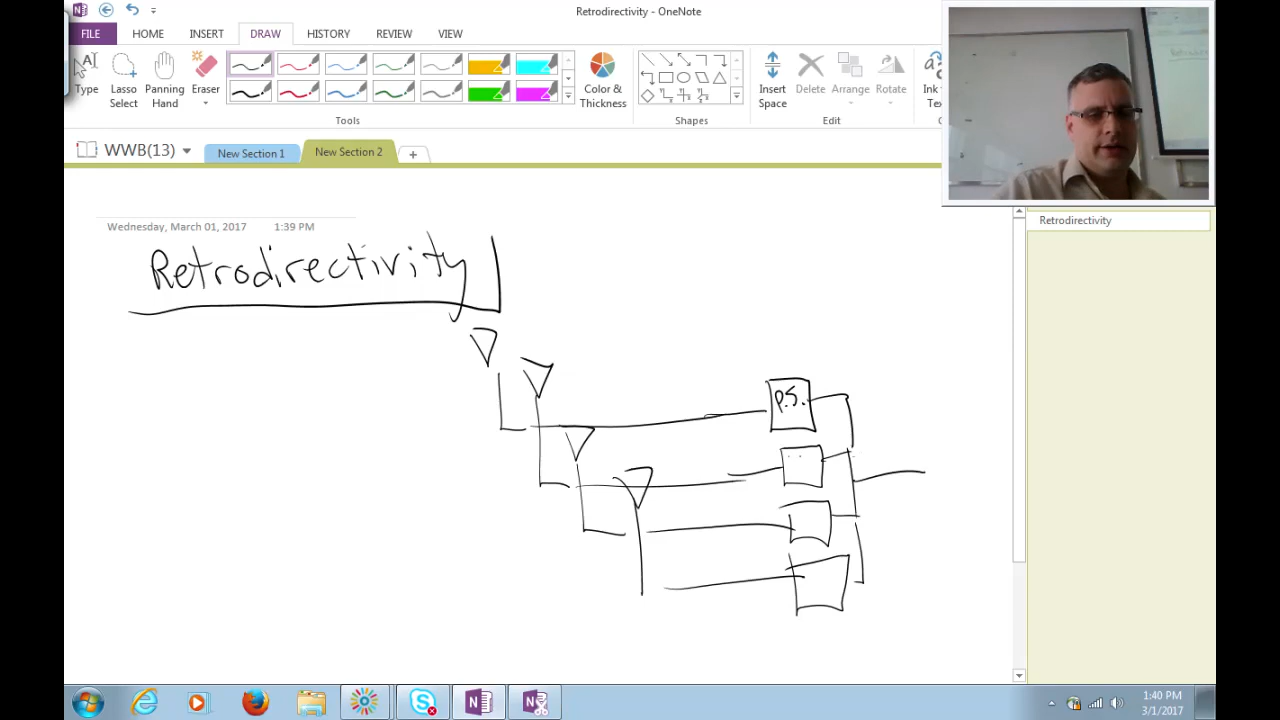 Retrodirectivity - OneNote
FILE HOME INSERT DRAW HISTORY REVIEW VIEW
Type
Lasso Select
Panning Hand
Eraser
Color & Thickness
Insert Space
Delete
Arrange
Rotate
Ink to
Tools
Shapes
Edit
WWB(13)
New Section 1
New Section 2
Retrodirectivity
Wednesday, March 01, 2017 1:39 PM
Retrodirectivity
P.S.
1:40 PM
3/1/2017